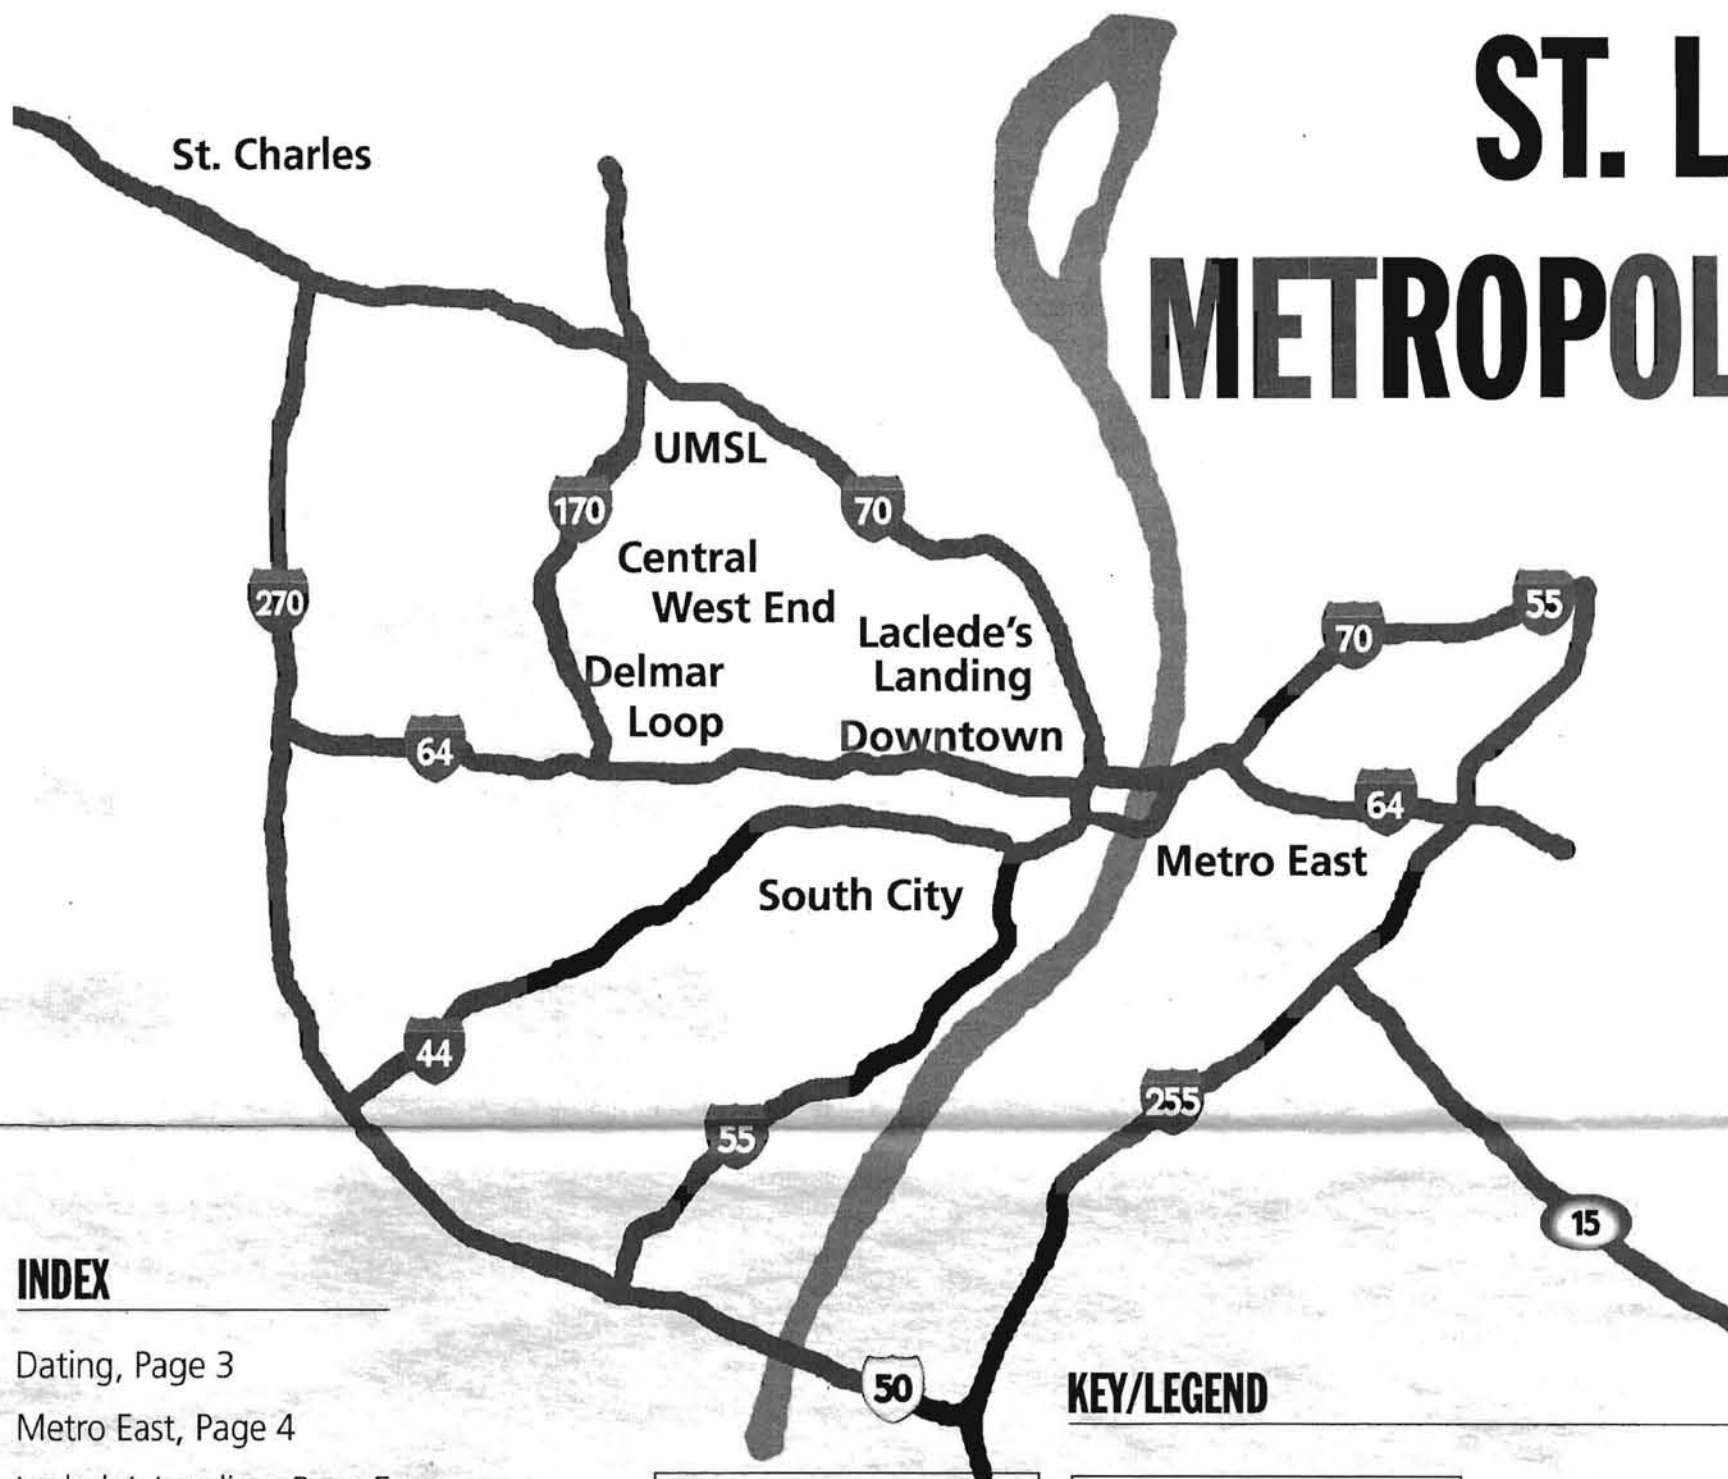 ST. L
METROPOL
St. Charles
UMSL
170
70
Central
West End
270
Laclede's
Landing
Delmar
Loop
Downtown
64
70
55
64
Metro East
South City
44
255
55
15
50
INDEX
Dating, Page 3
Metro East, Page 4
KEY/LEGEND